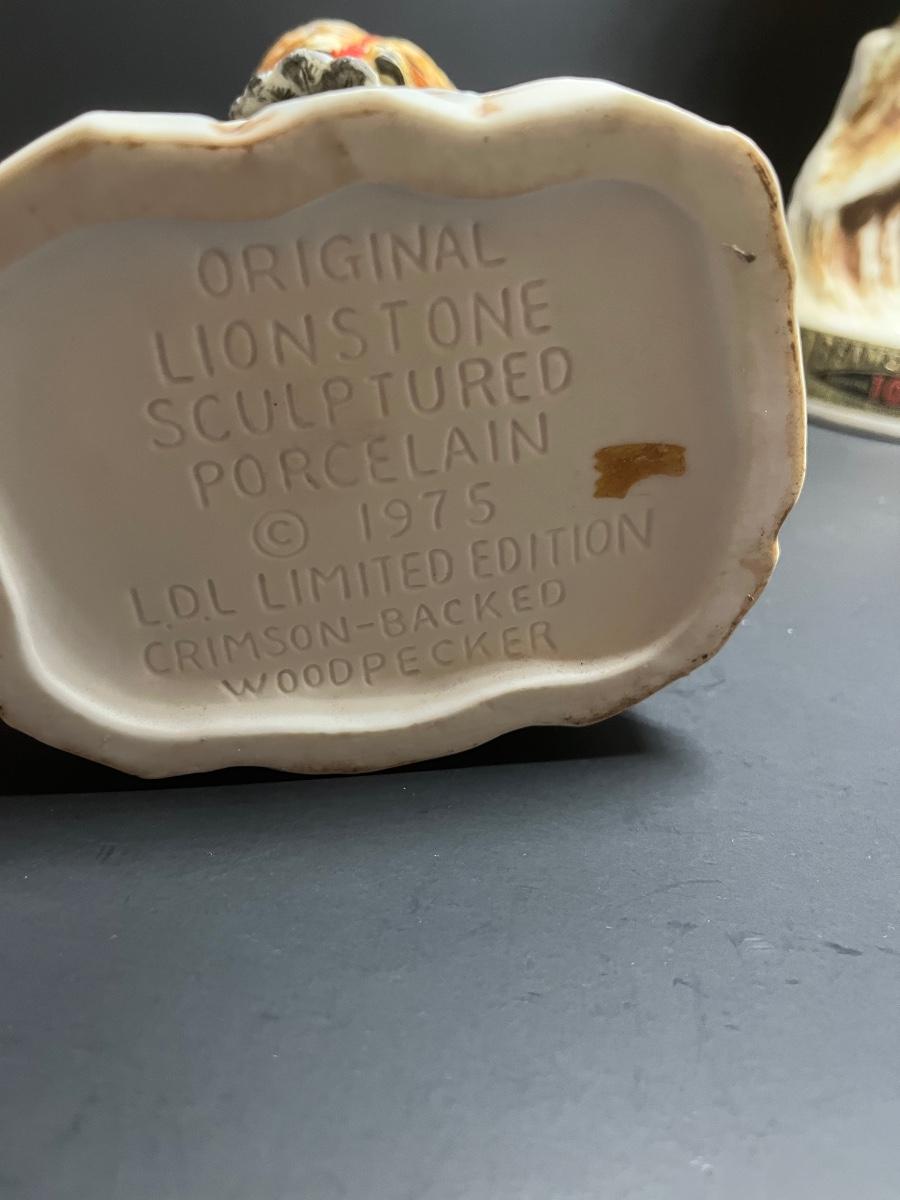 ORIGINAL
LIONSTONE
SCULPTURED
PORCELAIN
© 1975
L.D.L LIMITED EDITION
CRIMSON-BACKED
WOODPECKER